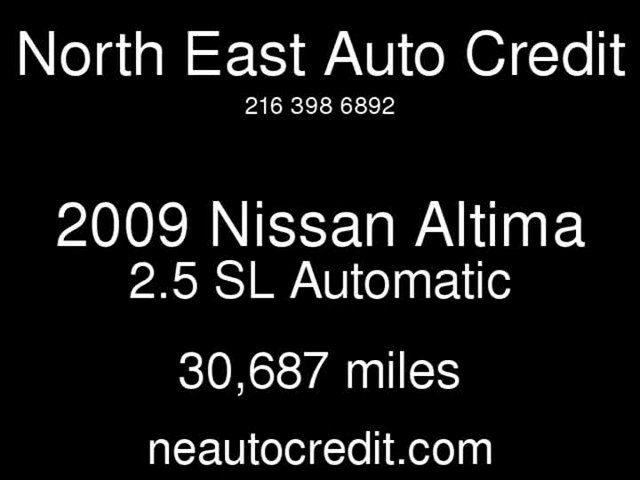 North East Auto Credit
216 398 6892
2009 Nissan Altima
2.5 SL Automatic
30,687 miles
neautocredit.com